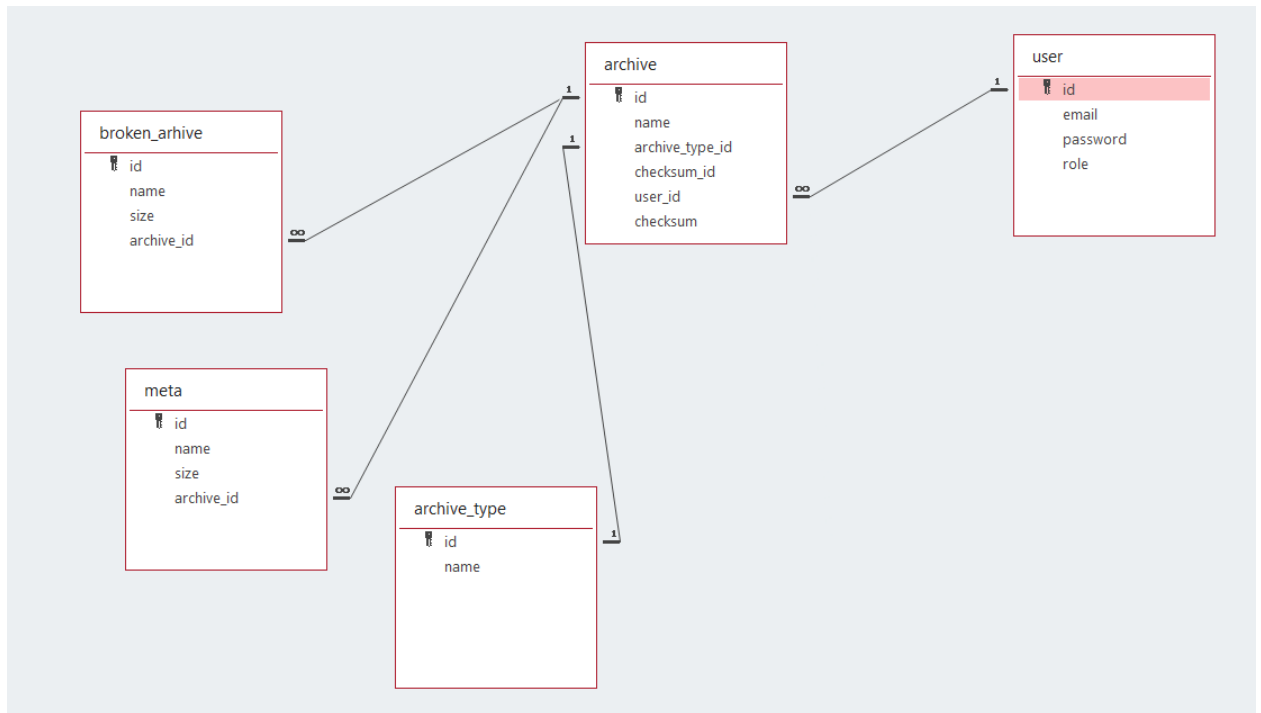 broken_arhive
id
name
size
archive_id
∞
meta
id
name
size
archive_id
∞
archive_type
id
name
1
archive
1
id
name
1
archive_type_id
checksum_id
user_id
checksum
∞
user
1
id
email
password
role